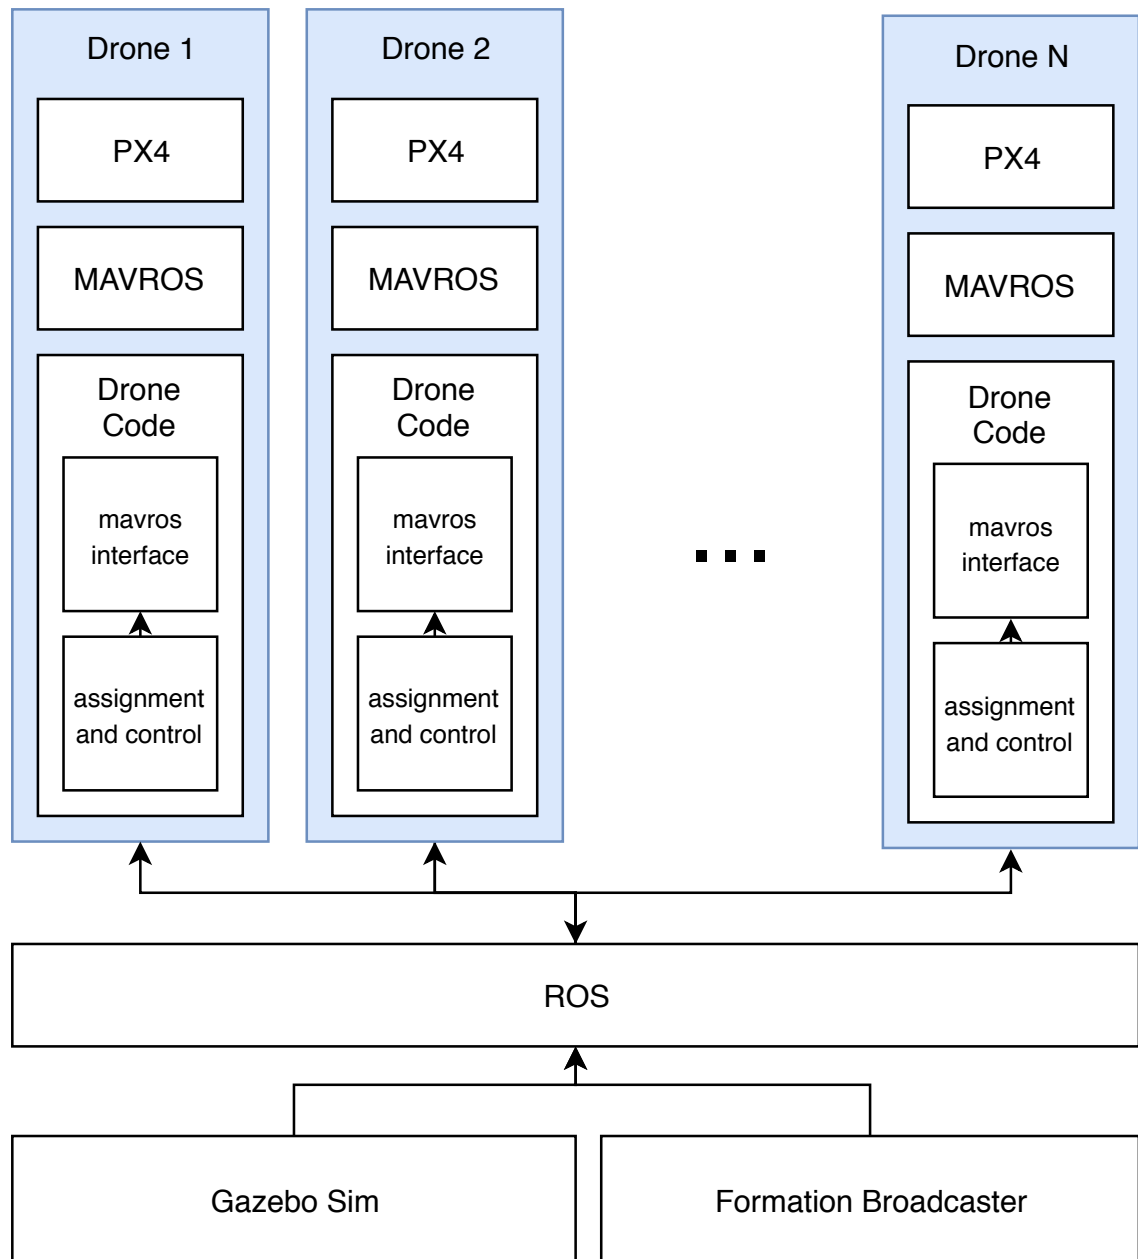 Drone 1
PX4
MAVROS
Drone
Code
mavros
interface
assignment
and control
Drone 2
PX4
MAVROS
Drone
Code
mavros
interface
assignment
and control
...
Drone N
PX4
MAVROS
Drone
Code
mavros
interface
assignment
and control
ROS
Gazebo Sim
Formation Broadcaster